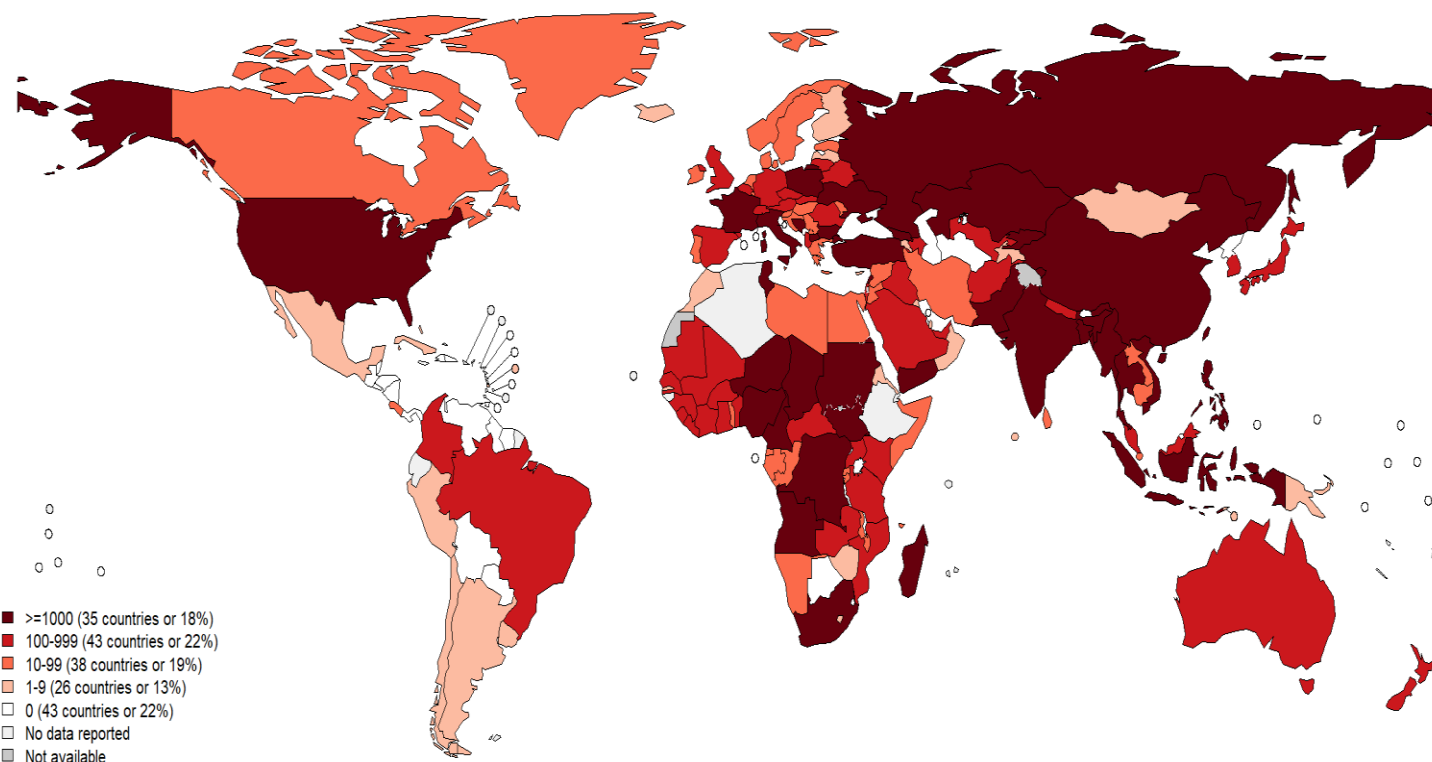 >=1000 (35 countries or 18%)
100-999 (43 countries or 22%)
10-99 (38 countries or 19%)
1-9 (26 countries or 13%)
0 (43 countries or 22%)
No data reported
Not available